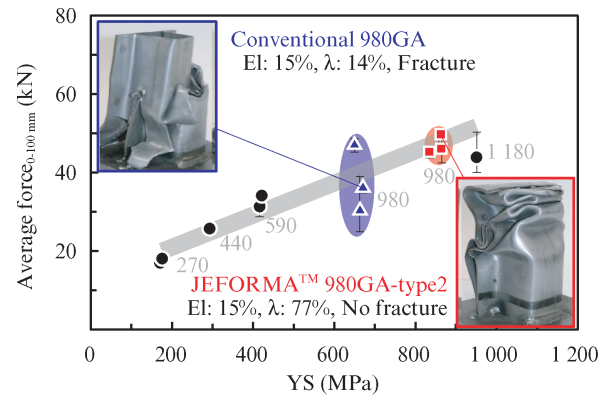 80
60
40
20
Average force0-100 mm (kN)
Conventional 980GA
El: 15%, λ: 14%, Fracture
1 180
980
980
590
440
270
JEFORMA™ 980GA-type2
El: 15%, λ: 77%, No fracture
0 200 400 600 800 1 000 1 200
YS (MPa)